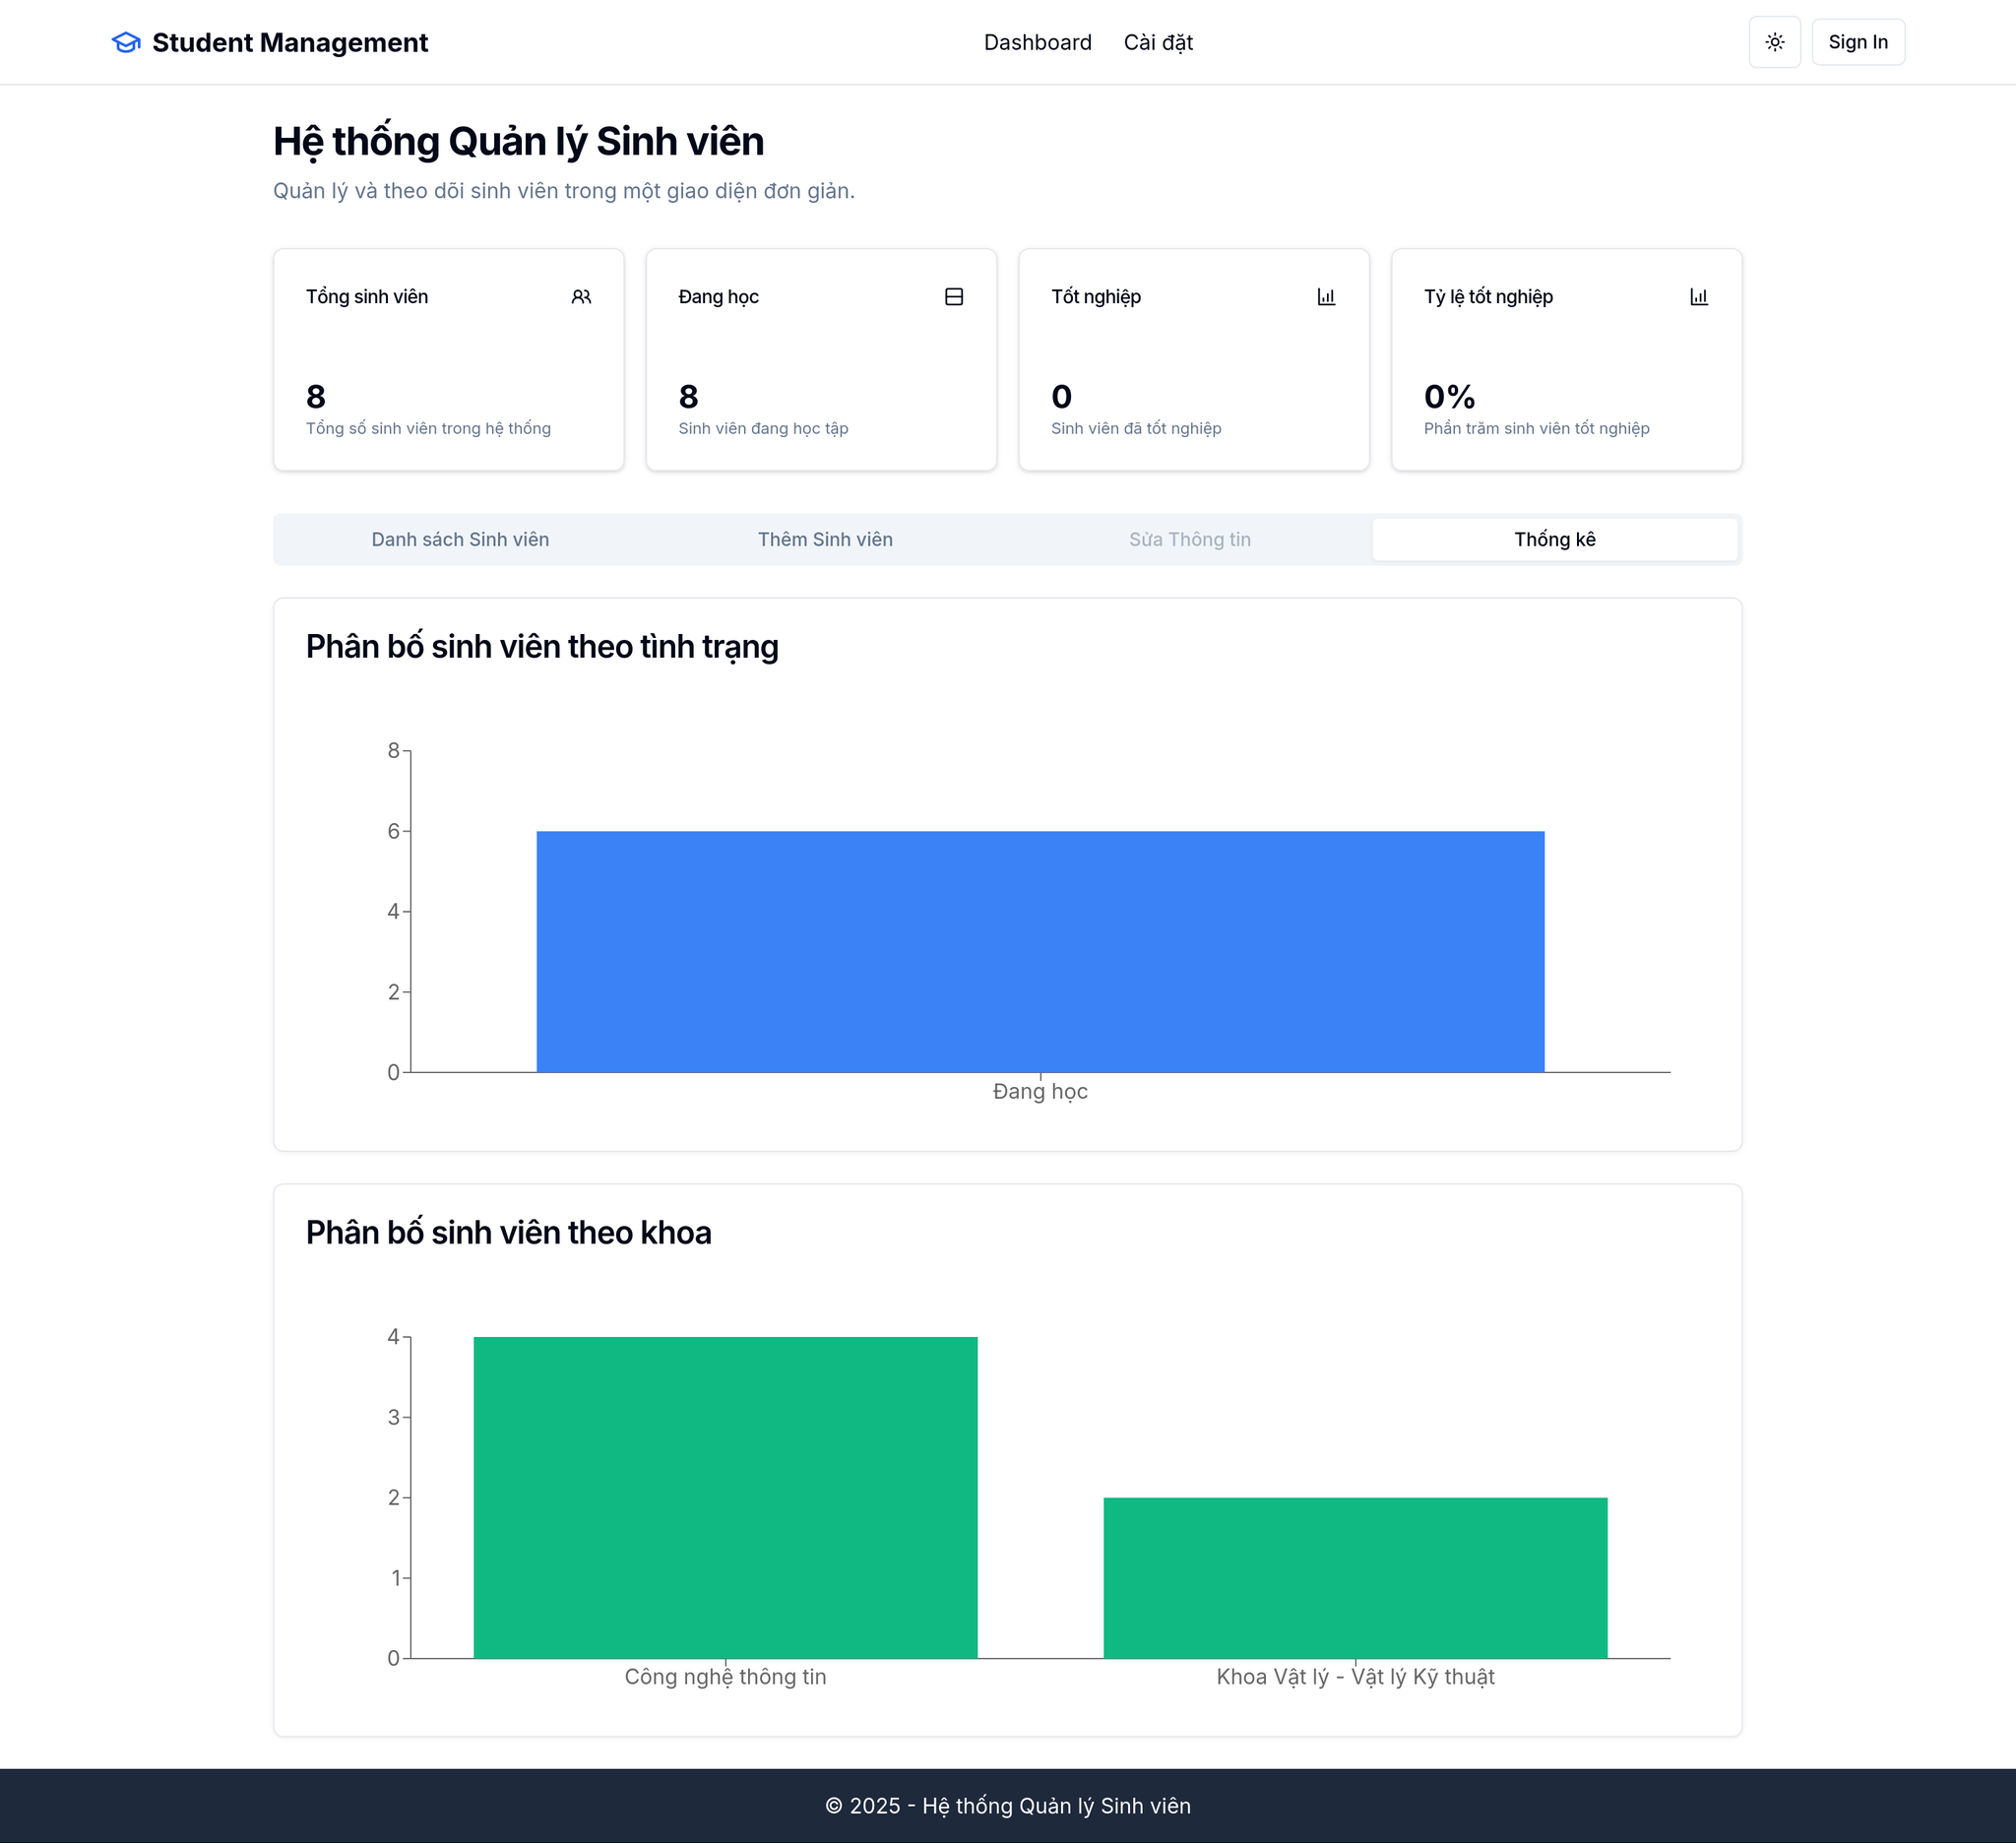 Student Management
Dashboard
Cài đặt
Sign In
Hệ thống Quản lý Sinh viên
Quản lý và theo dõi sinh viên trong một giao diện đơn giản.
Tổng sinh viên
8
Tổng số sinh viên trong hệ thống
Đang học
8
Sinh viên đang học tập
Tốt nghiệp
0
Sinh viên đã tốt nghiệp
Tỷ lệ tốt nghiệp
0%
Phần trăm sinh viên tốt nghiệp
Danh sách Sinh viên
Thêm Sinh viên
Sửa Thông tin
Thống kê
Phân bố sinh viên theo tình trạng
8
6
4
2
0
Đang học
Phân bố sinh viên theo khoa
4
3
2
1
0
Công nghệ thông tin
Khoa Vật lý - Vật lý Kỹ thuật
© 2025 - Hệ thống Quản lý Sinh viên